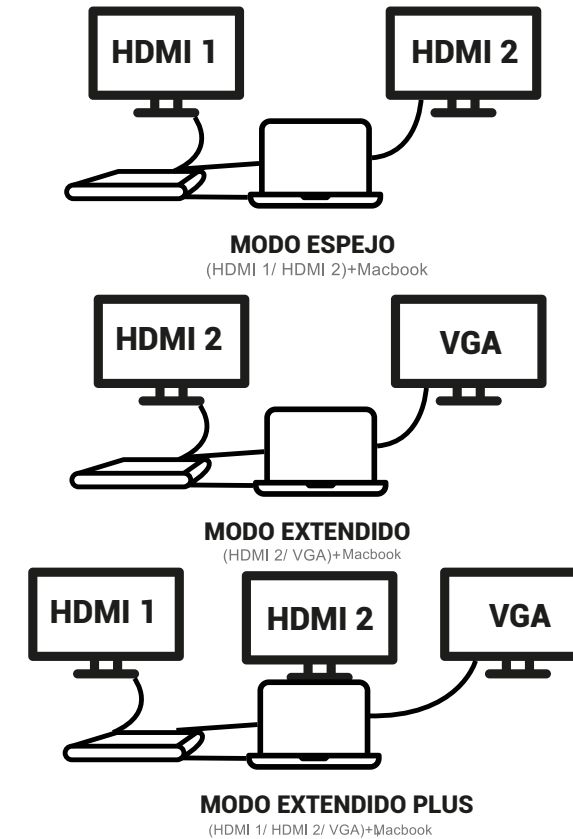 HDMI 1 HDMI 2
MODO ESPEJO
(HDMI 1/ HDMI 2)+Macbook
HDMI 2 VGA
MODO EXTENDIDO
(HDMI 2/ VGA)+Macbook
HDMI 1 HDMI 2 VGA
MODO EXTENDIDO PLUS
(HDMI 1/ HDMI 2/ VGA)+Macbook